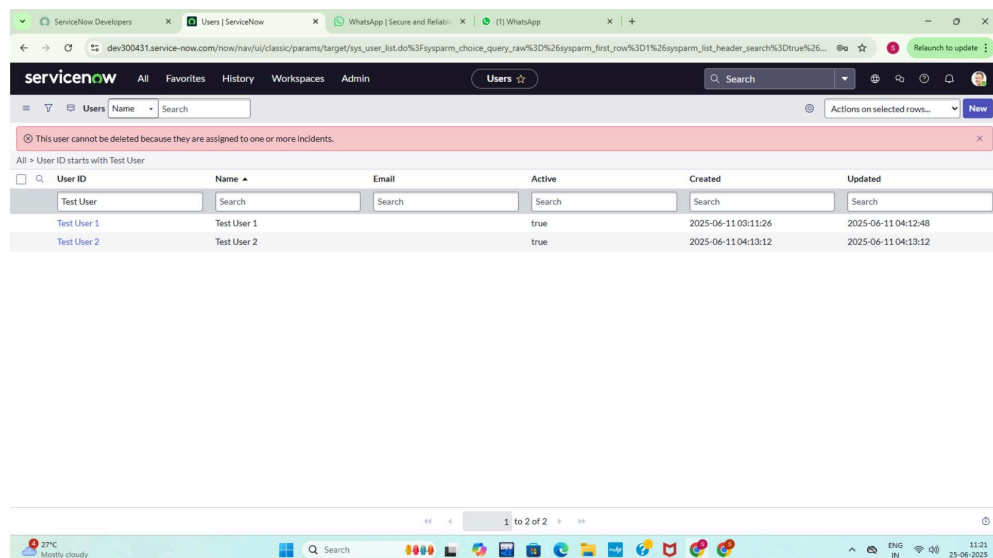 ServiceNow Developers
Users | ServiceNow
WhatsApp | Secure and Reliable
(1) WhatsApp
dev300431.service-now.com/now/nav/ui/classic/params/target/sys_user_list.do%3Fsysparm_choice_query_raw%3D%26sysparm_first_row%3D1%26sysparm_list_header_search%3Dtrue%26...
S
Relaunch to update
servicenow All Favorites History Workspaces Admin Users Search
Users Name Search Actions on selected rows... New
This user cannot be deleted because they are assigned to one or more incidents.
All > User ID starts with Test User
User ID Name Email Active Created Updated
Test User Search Search Search Search Search
Test User 1 Test User 1 true 2025-06-11 03:11:26 2025-06-11 04:12:48
Test User 2 Test User 2 true 2025-06-11 04:13:12 2025-06-11 04:13:12
1 to 2 of 2
4 27°C
Mostly cloudy
Search
ENG
IN
11:21
25-06-2025